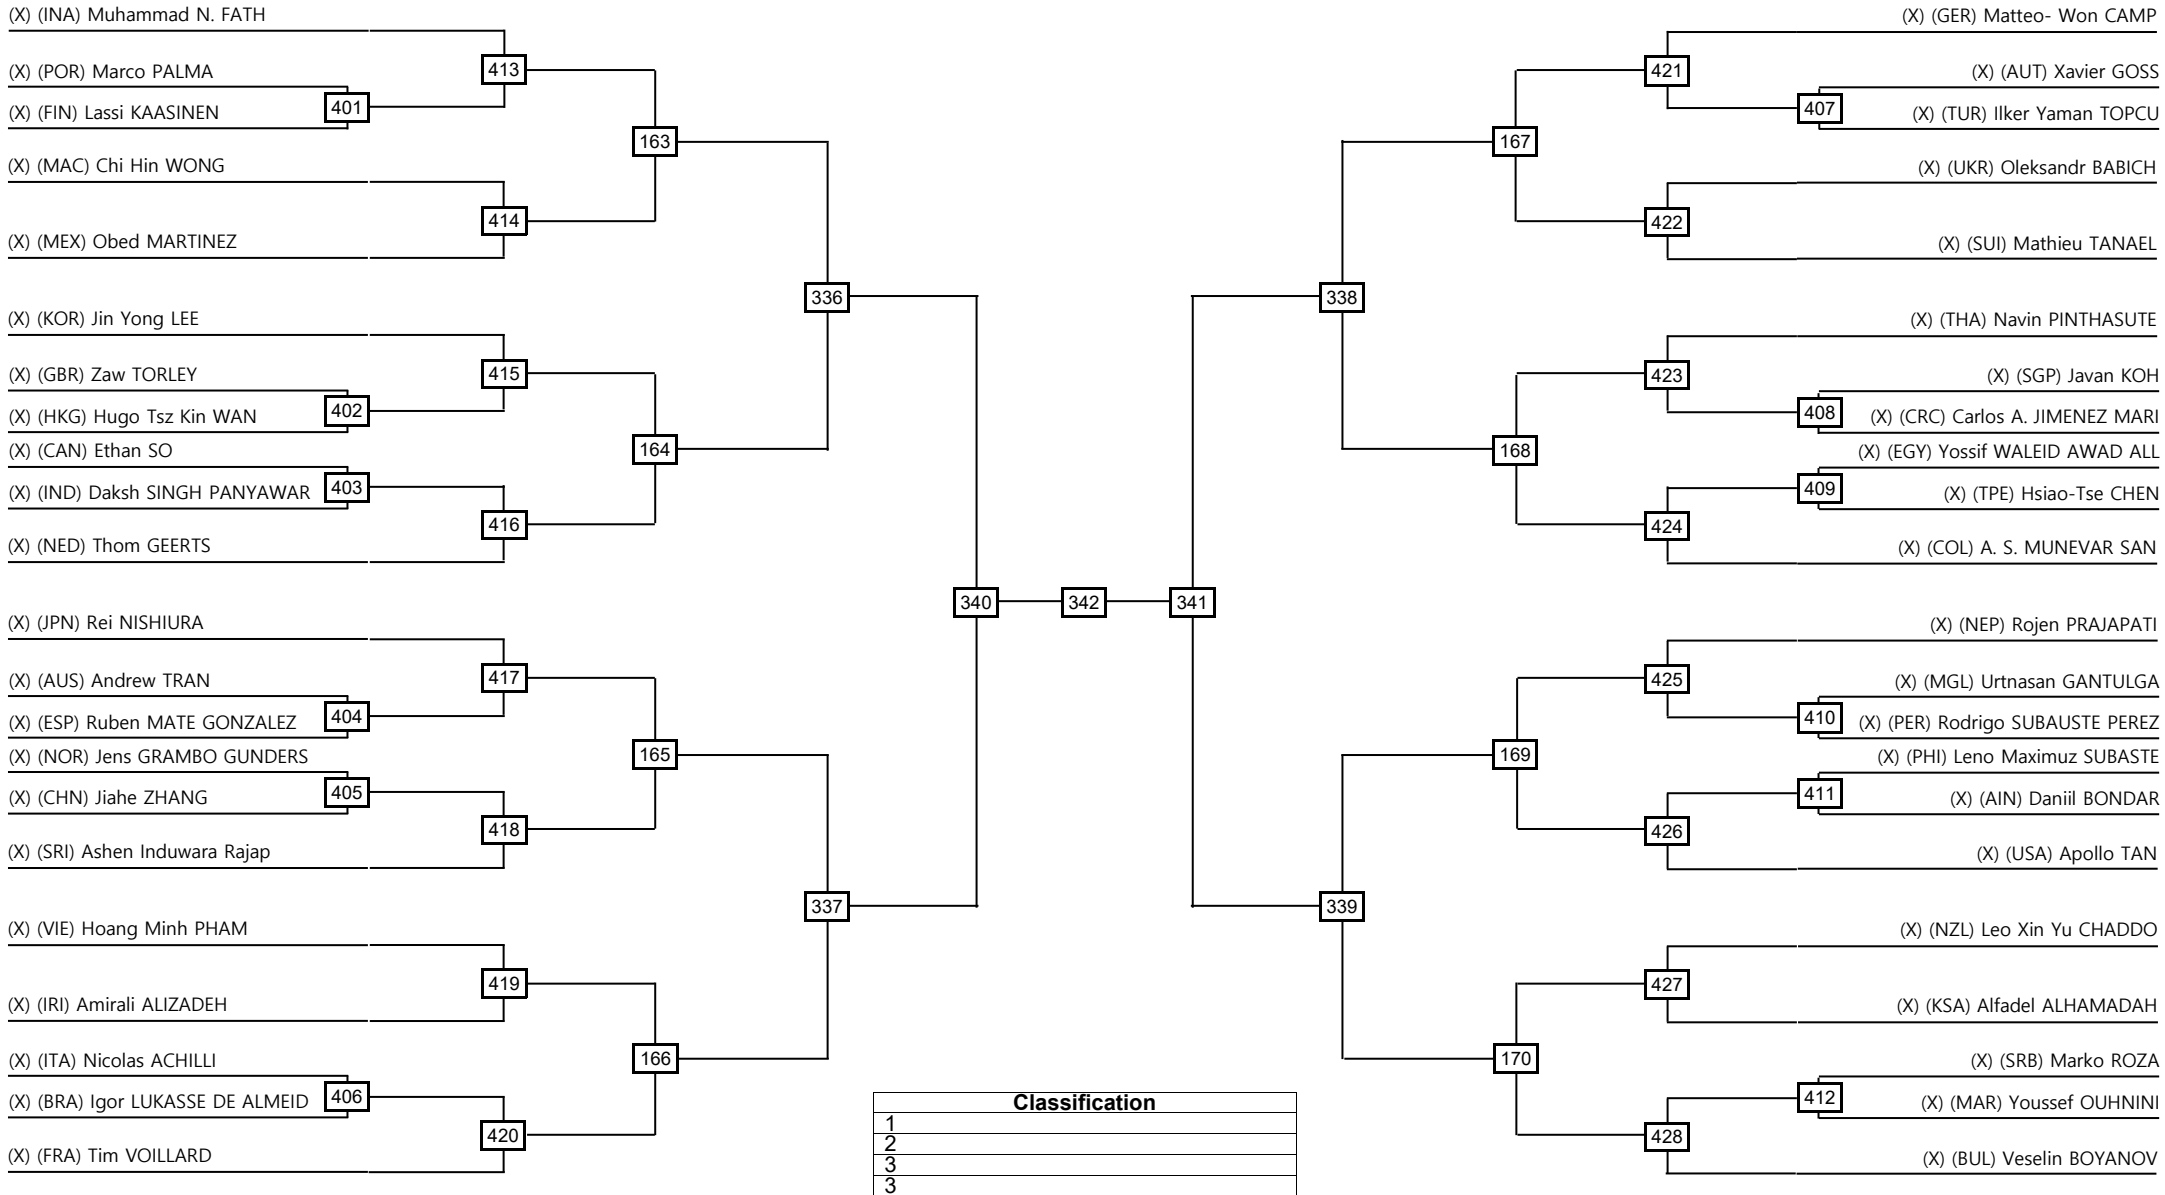 (X) (INA) Muhammad N. FATH
(X) (POR) Marco PALMA
(X) (FIN) Lassi KAASINEN
(X) (MAC) Chi Hin WONG
(X) (MEX) Obed MARTINEZ
(X) (KOR) Jin Yong LEE
(X) (GBR) Zaw TORLEY
(X) (HKG) Hugo Tsz Kin WAN
(X) (CAN) Ethan SO
(X) (IND) Daksh SINGH PANYAWAR
(X) (NED) Thom GEERTS
(X) (JPN) Rei NISHIURA
(X) (AUS) Andrew TRAN
(X) (ESP) Ruben MATE GONZALEZ
(X) (NOR) Jens GRAMBO GUNDERS
(X) (CHN) Jiahe ZHANG
(X) (SRI) Ashen Induwara Rajap
(X) (VIE) Hoang Minh PHAM
(X) (IRI) Amirali ALIZADEH
(X) (ITA) Nicolas ACHILLI
(X) (BRA) Igor LUKASSE DE ALMEID
(X) (FRA) Tim VOILLARD
401
402
403
404
405
406
413
414
415
416
417
418
419
420
163
164
165
166
336
337
340
342
341
338
339
167
168
169
170
421
422
423
424
425
426
427
428
407
408
409
410
411
412
(X) (GER) Matteo- Won CAMP
(X) (AUT) Xavier GOSS
(X) (TUR) Ilker Yaman TOPCU
(X) (UKR) Oleksandr BABICH
(X) (SUI) Mathieu TANAEL
(X) (THA) Navin PINTHASUTE
(X) (SGP) Javan KOH
(X) (CRC) Carlos A. JIMENEZ MARI
(X) (EGY) Yossif WALEID AWAD ALL
(X) (TPE) Hsiao-Tse CHEN
(X) (COL) A. S. MUNEVAR SAN
(X) (NEP) Rojen PRAJAPATI
(X) (MGL) Urtnasan GANTULGA
(X) (PER) Rodrigo SUBAUSTE PEREZ
(X) (PHI) Leno Maximuz SUBASTE
(X) (AIN) Daniil BONDAR
(X) (USA) Apollo TAN
(X) (NZL) Leo Xin Yu CHADDO
(X) (KSA) Alfadel ALHAMADAH
(X) (SRB) Marko ROZA
(X) (MAR) Youssef OUHNINI
(X) (BUL) Veselin BOYANOV
Classification
1
2
3
3